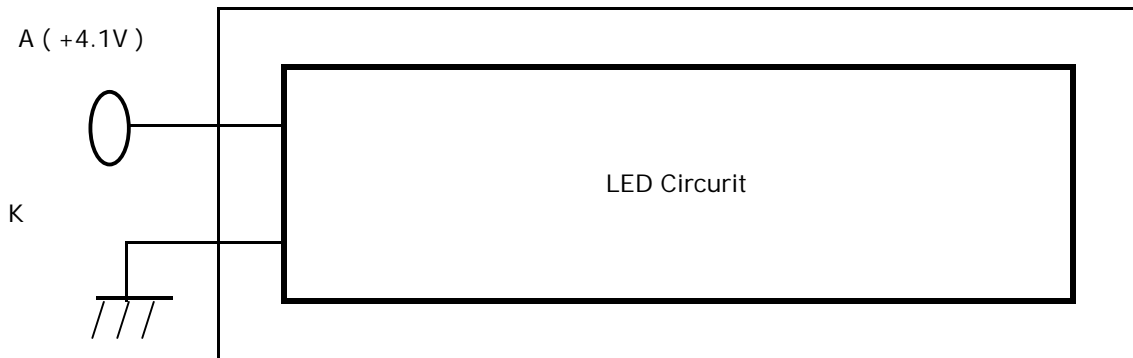 A ( +4.1V )
LED Circurit
K